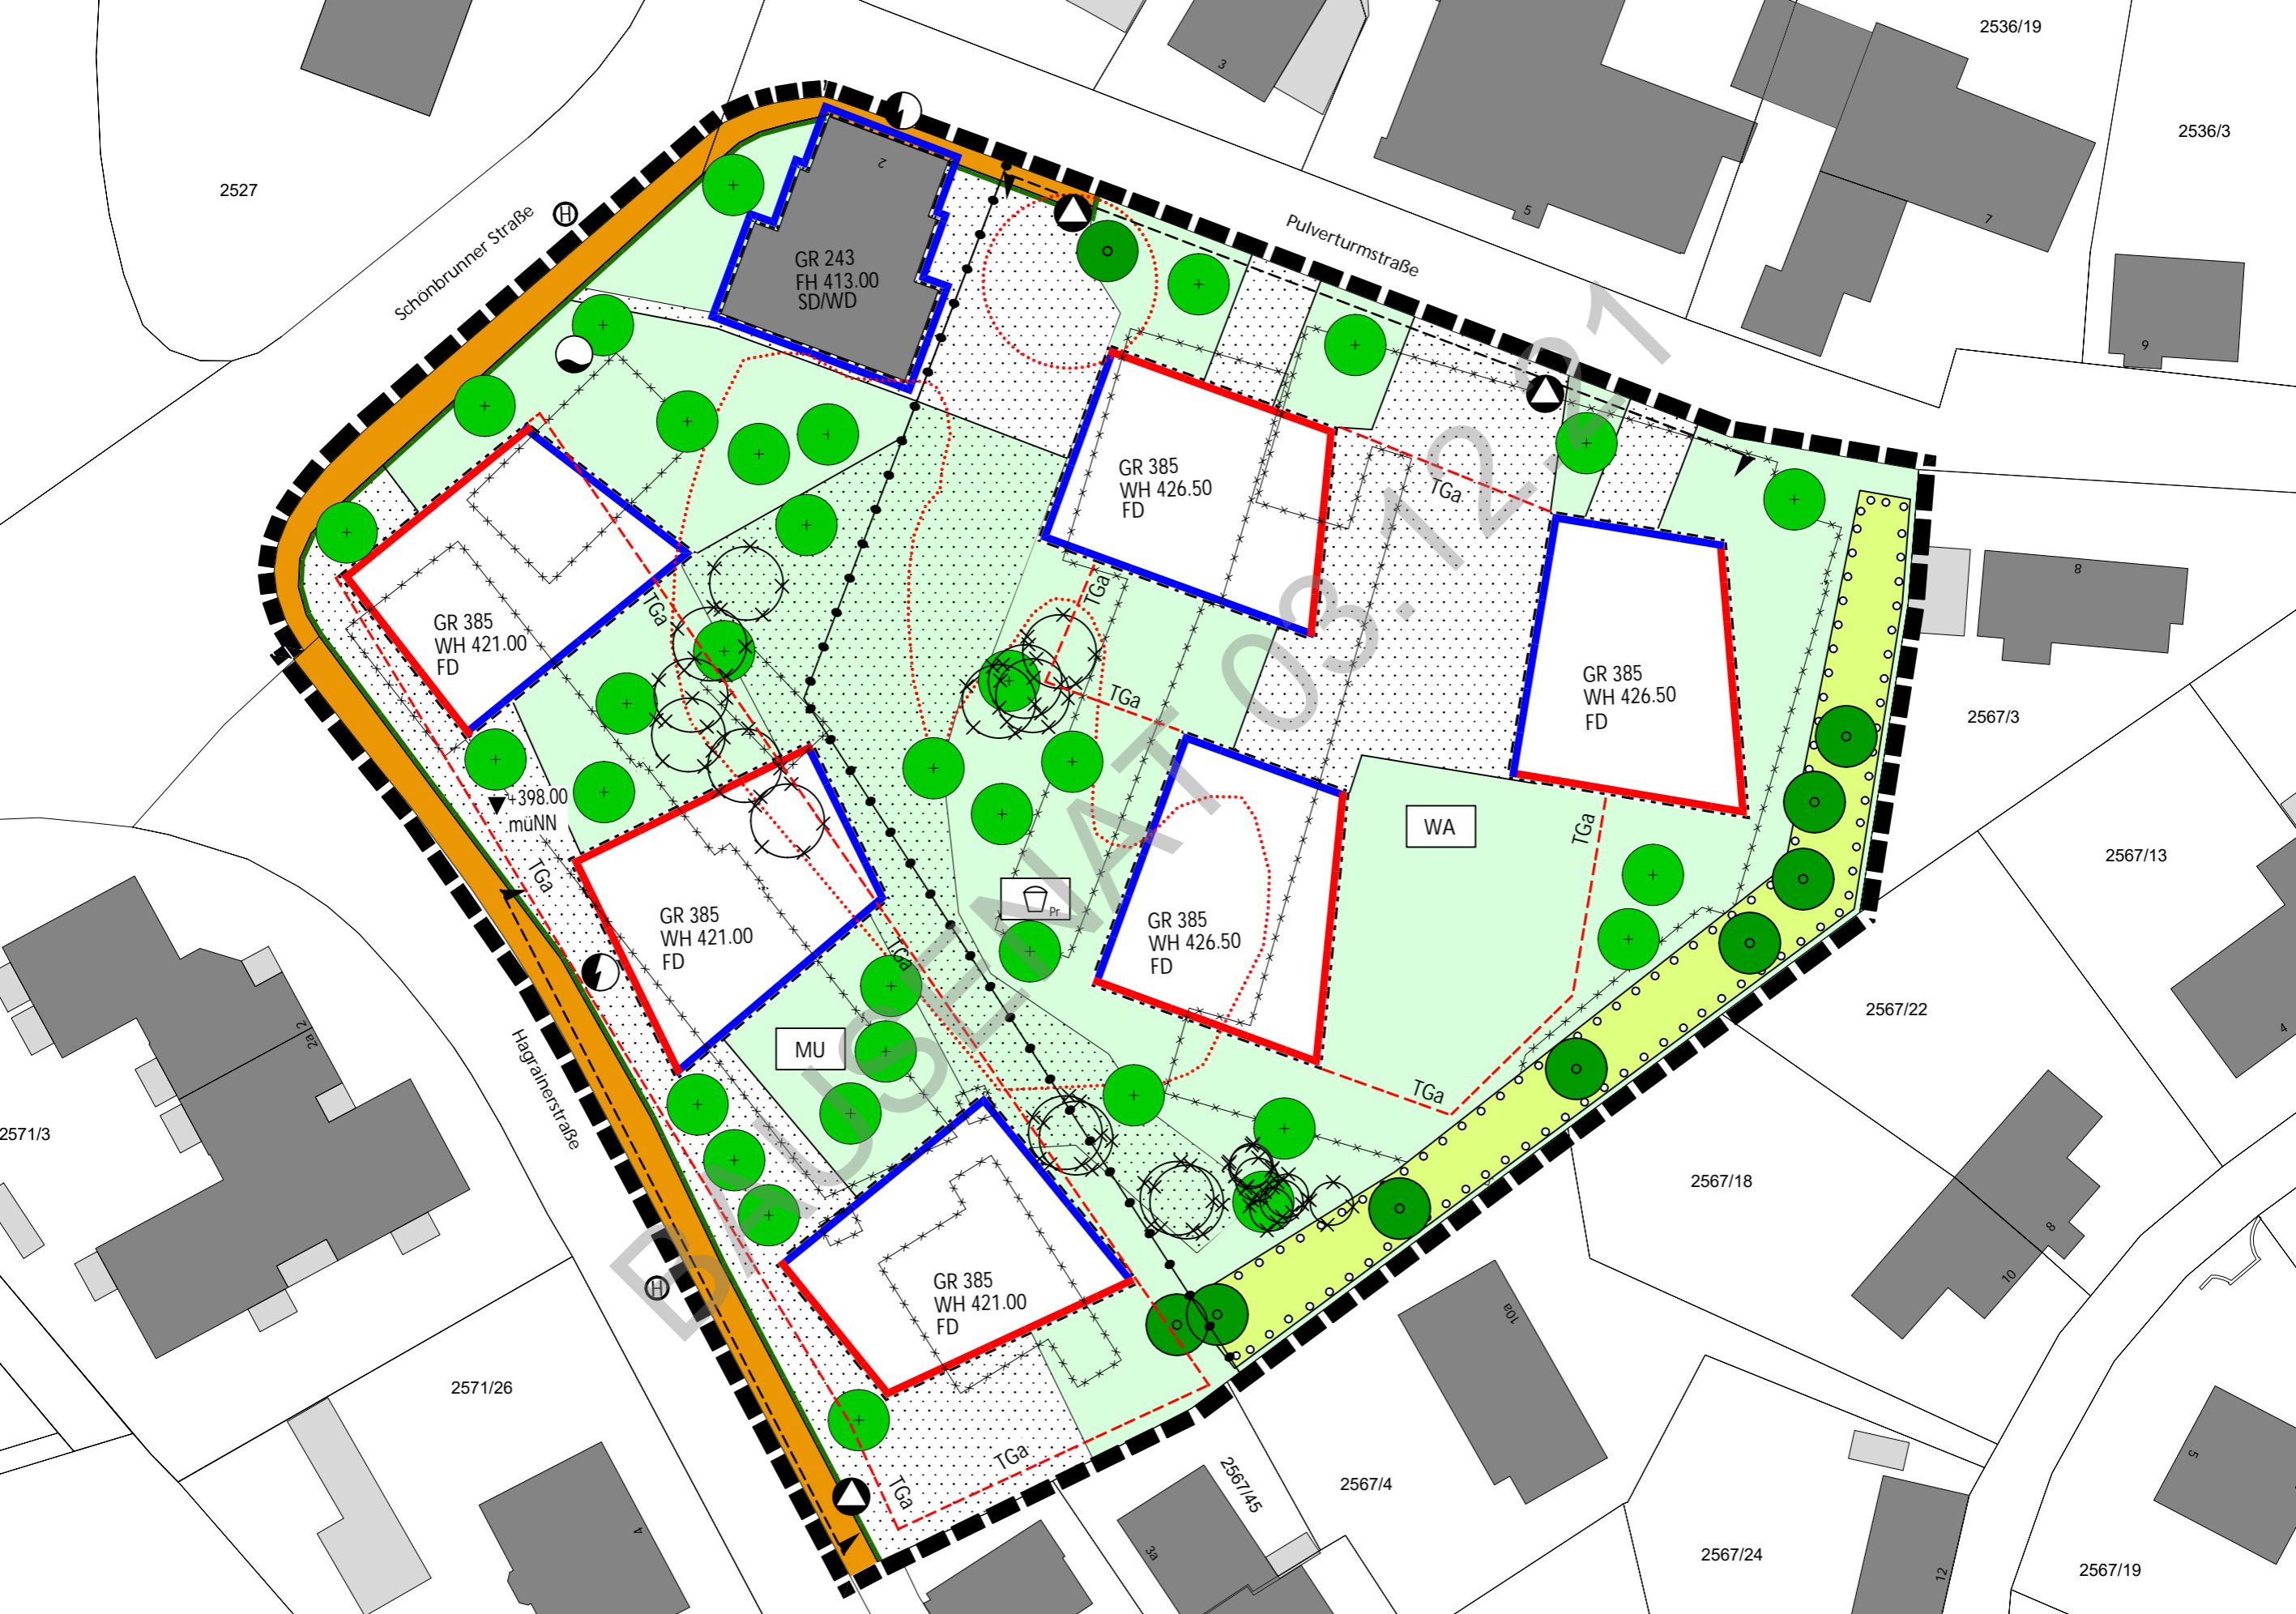 2536/19
3
2536/3
2527
2
5
7
Schönbrunner Straße
H
Pulverturmstraße
GR 243
FH 413.00
SD/WD
9
GR 385
WH 426.50
FD
TGa
8
TGa
TGa
GR 385
WH 421.00
FD
GR 385
WH 426.50
FD
TGa
2567/3
+398.00
müNN
TGa
WA
TGa
2567/13
Pr
GR 385
WH 421.00
FD
GR 385
WH 426.50
FD
TGa
2567/22
4
2a
2
MU
Hagrainerstraße
TGa
2571/3
2567/18
8
10
H
GR 385
WH 421.00
FD
10a
2571/26
TGa
TGa
2567/45
2567/4
5
4
3a
2567/24
12
2567/19
BAUSENAT 03.12.21